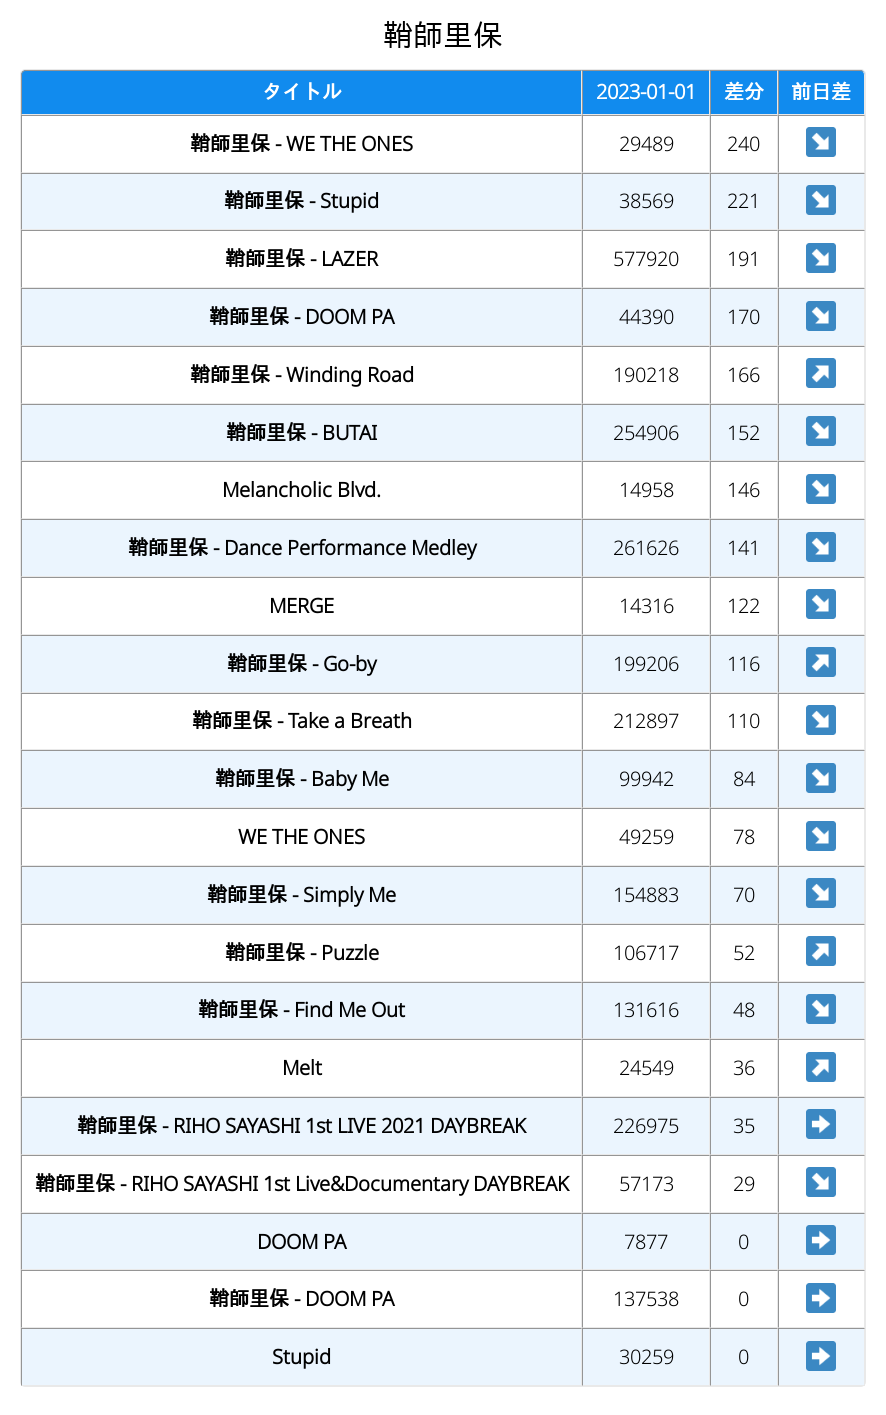 鞘師里保
タイトル 2023-01-01 差分 前日差
鞘師里保 - WE THE ONES 29489 240 ↘
鞘師里保 - Stupid 38569 221 ↘
鞘師里保 - LAZER 577920 191 ↘
鞘師里保 - DOOM PA 44390 170 ↘
鞘師里保 - Winding Road 190218 166 ↗
鞘師里保 - BUTAI 254906 152 ↘
Melancholic Blvd. 14958 146 ↘
鞘師里保 - Dance Performance Medley 261626 141 ↘
MERGE 14316 122 ↘
鞘師里保 - Go-by 199206 116 ↗
鞘師里保 - Take a Breath 212897 110 ↘
鞘師里保 - Baby Me 99942 84 ↘
WE THE ONES 49259 78 ↘
鞘師里保 - Simply Me 154883 70 ↘
鞘師里保 - Puzzle 106717 52 ↗
鞘師里保 - Find Me Out 131616 48 ↘
Melt 24549 36 ↗
鞘師里保 - RIHO SAYASHI 1st LIVE 2021 DAYBREAK 226975 35 ➡
鞘師里保 - RIHO SAYASHI 1st Live&Documentary DAYBREAK 57173 29 ↘
DOOM PA 7877 0 ➡
鞘師里保 - DOOM PA 137538 0 ➡
Stupid 30259 0 ➡